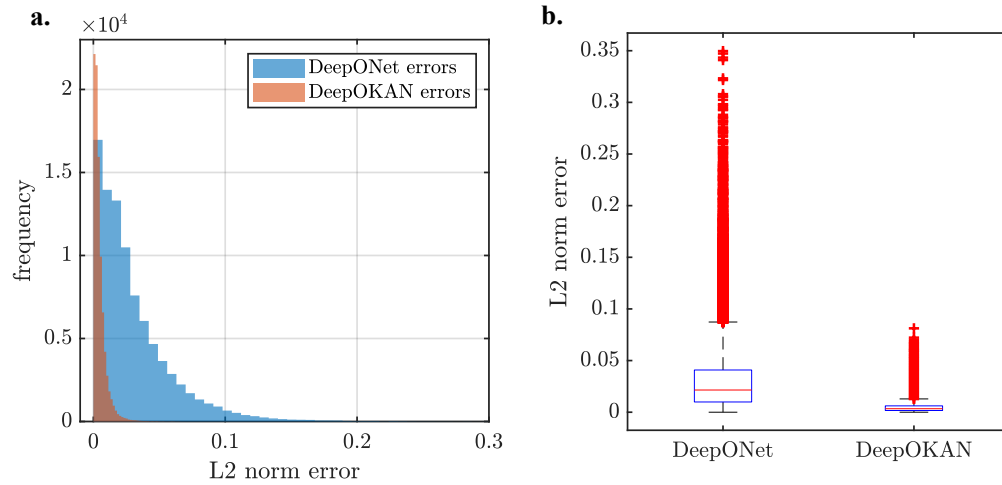 a.
×10^4
2
1.5
1
0.5
0
frequency
0
0.1
0.2
0.3
L2 norm error
DeepONet errors
DeepOKAN errors
b.
0.35
0.3
0.25
0.2
0.15
0.1
0.05
0
L2 norm error
DeepONet
DeepOKAN